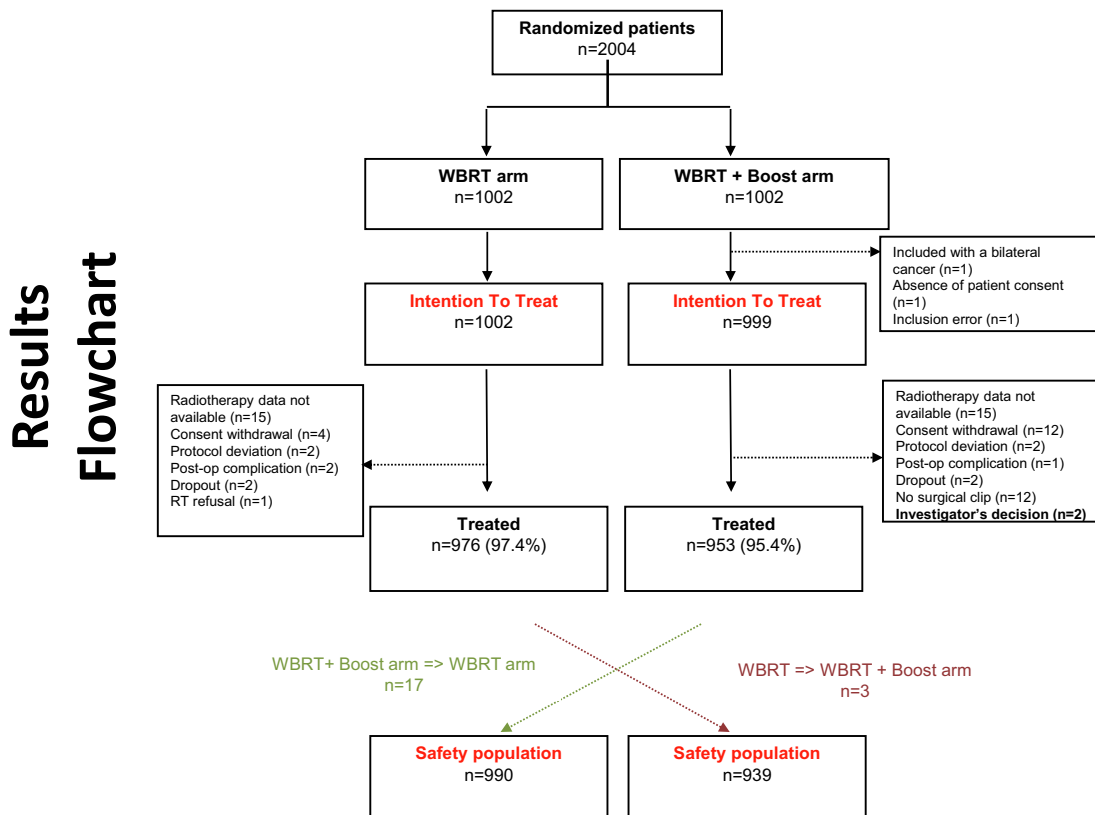 Results
Flowchart
Randomized patients
n=2004
WBRT arm
n=1002
WBRT + Boost arm
n=1002
Included with a bilateral
cancer (n=1)
Absence of patient consent
(n=1)
Inclusion error (n=1)
Intention To Treat
n=1002
Intention To Treat
n=999
Radiotherapy data not
available (n=15)
Consent withdrawal (n=4)
Protocol deviation (n=2)
Post-op complication (n=2)
Dropout (n=2)
RT refusal (n=1)
Radiotherapy data not
available (n=15)
Consent withdrawal (n=12)
Protocol deviation (n=2)
Post-op complication (n=1)
Dropout (n=2)
No surgical clip (n=12)
Investigator's decision (n=2)
Treated
n=976 (97.4%)
Treated
n=953 (95.4%)
WBRT+ Boost arm => WBRT arm
n=17
WBRT => WBRT + Boost arm
n=3
Safety population
n=990
Safety population
n=939